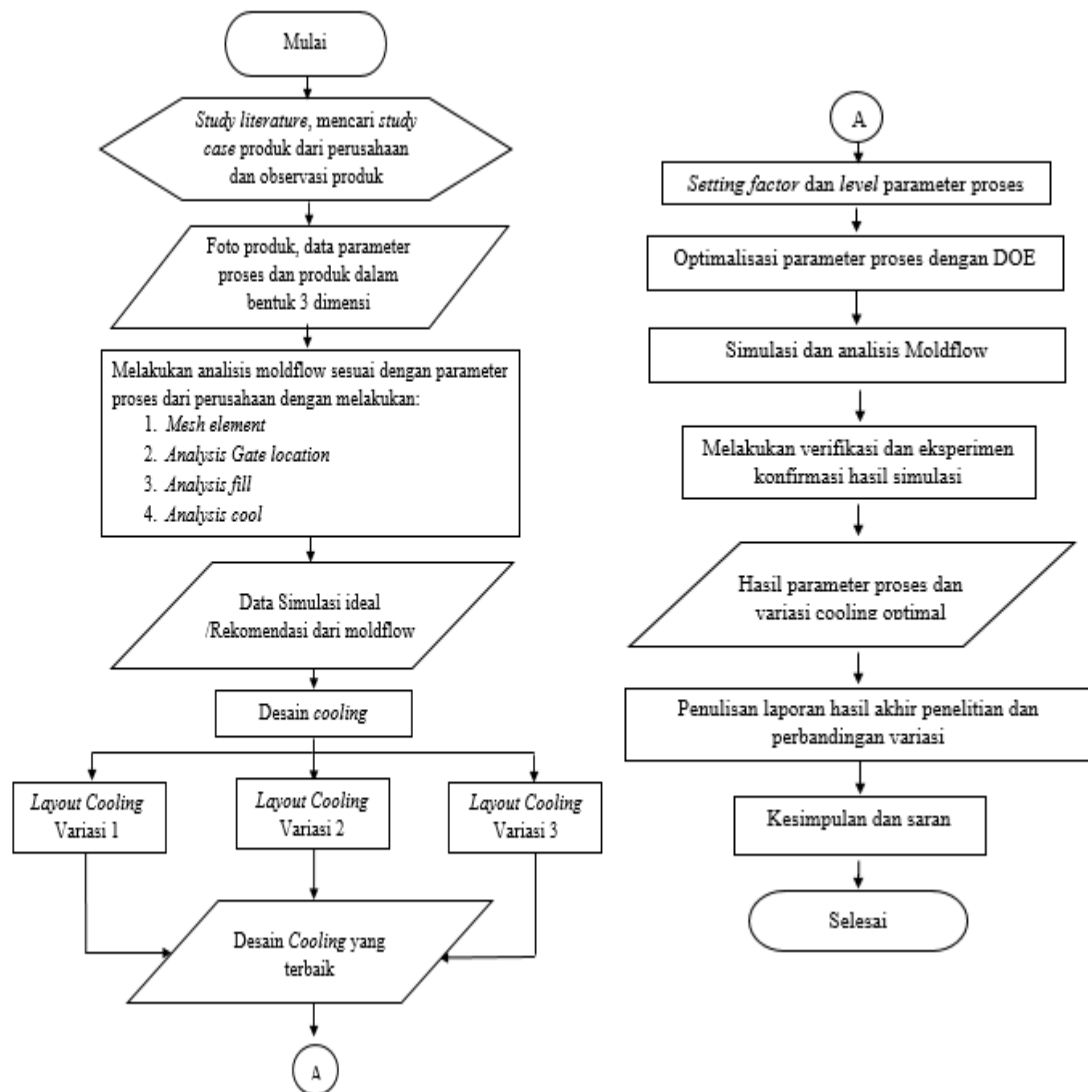 Mulai
Study literature, mencari study
case produk dari perusahaan
dan observasi produk
Foto produk, data parameter
proses dan produk dalam
bentuk 3 dimensi
Melakukan analisis moldflow sesuai dengan parameter
proses dari perusahaan dengan melakukan:
1. Mesh element
2. Analysis Gate location
3. Analysis fill
4. Analysis cool
Data Simulasi ideal
/Rekomendasi dari moldflow
Desain cooling
Layout Cooling
Variasi 1
Layout Cooling
Variasi 2
Layout Cooling
Variasi 3
Desain Cooling yang
terbaik
A
A
Setting factor dan level parameter proses
Optimalisasi parameter proses dengan DOE
Simulasi dan analisis Moldflow
Melakukan verifikasi dan eksperimen
konfirmasi hasil simulasi
Hasil parameter proses dan
variasi cooling optimal
Penulisan laporan hasil akhir penelitian dan
perbandingan variasi
Kesimpulan dan saran
Selesai